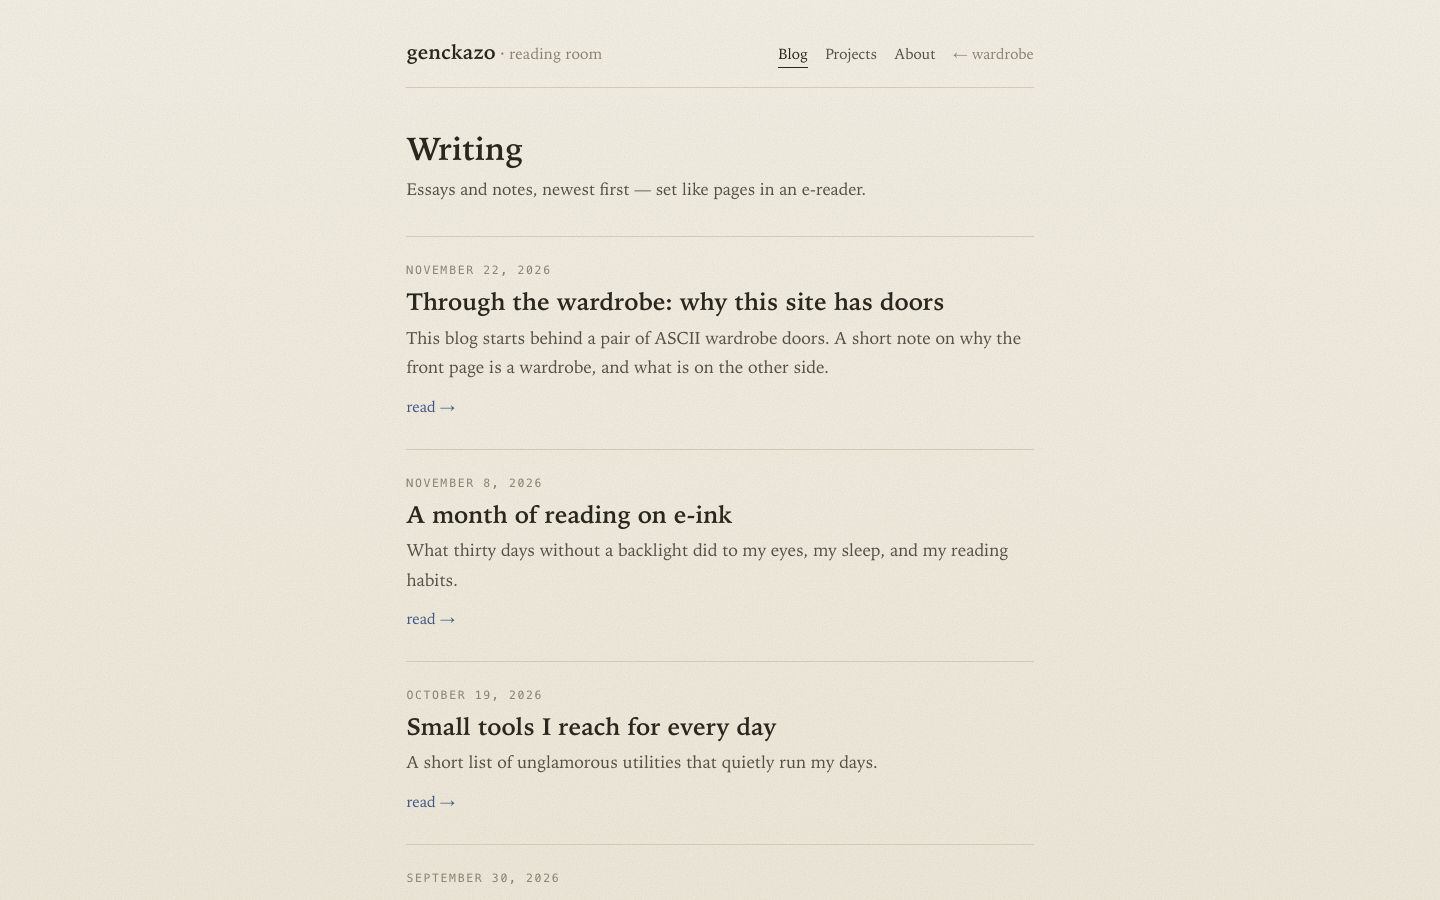 genckazo · reading room
Blog Projects About ← wardrobe
Writing
Essays and notes, newest first — set like pages in an e-reader.
NOVEMBER 22, 2026
Through the wardrobe: why this site has doors
This blog starts behind a pair of ASCII wardrobe doors. A short note on why the
front page is a wardrobe, and what is on the other side.
read →
NOVEMBER 8, 2026
A month of reading on e-ink
What thirty days without a backlight did to my eyes, my sleep, and my reading
habits.
read →
OCTOBER 19, 2026
Small tools I reach for every day
A short list of unglamorous utilities that quietly run my days.
read →
SEPTEMBER 30, 2026